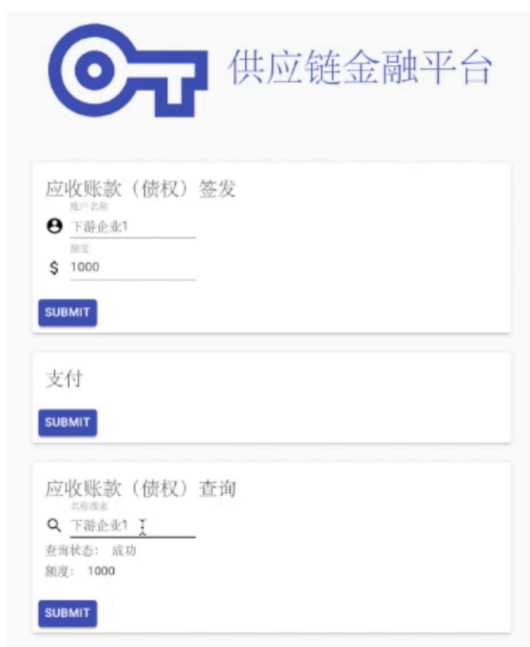 供应链金融平台
应收账款（债权）签发
账户名称
下游企业1
额度
$ 1000
SUBMIT
支付
SUBMIT
应收账款（债权）查询
名称搜索
下游企业1
查询状态： 成功
额度： 1000
SUBMIT